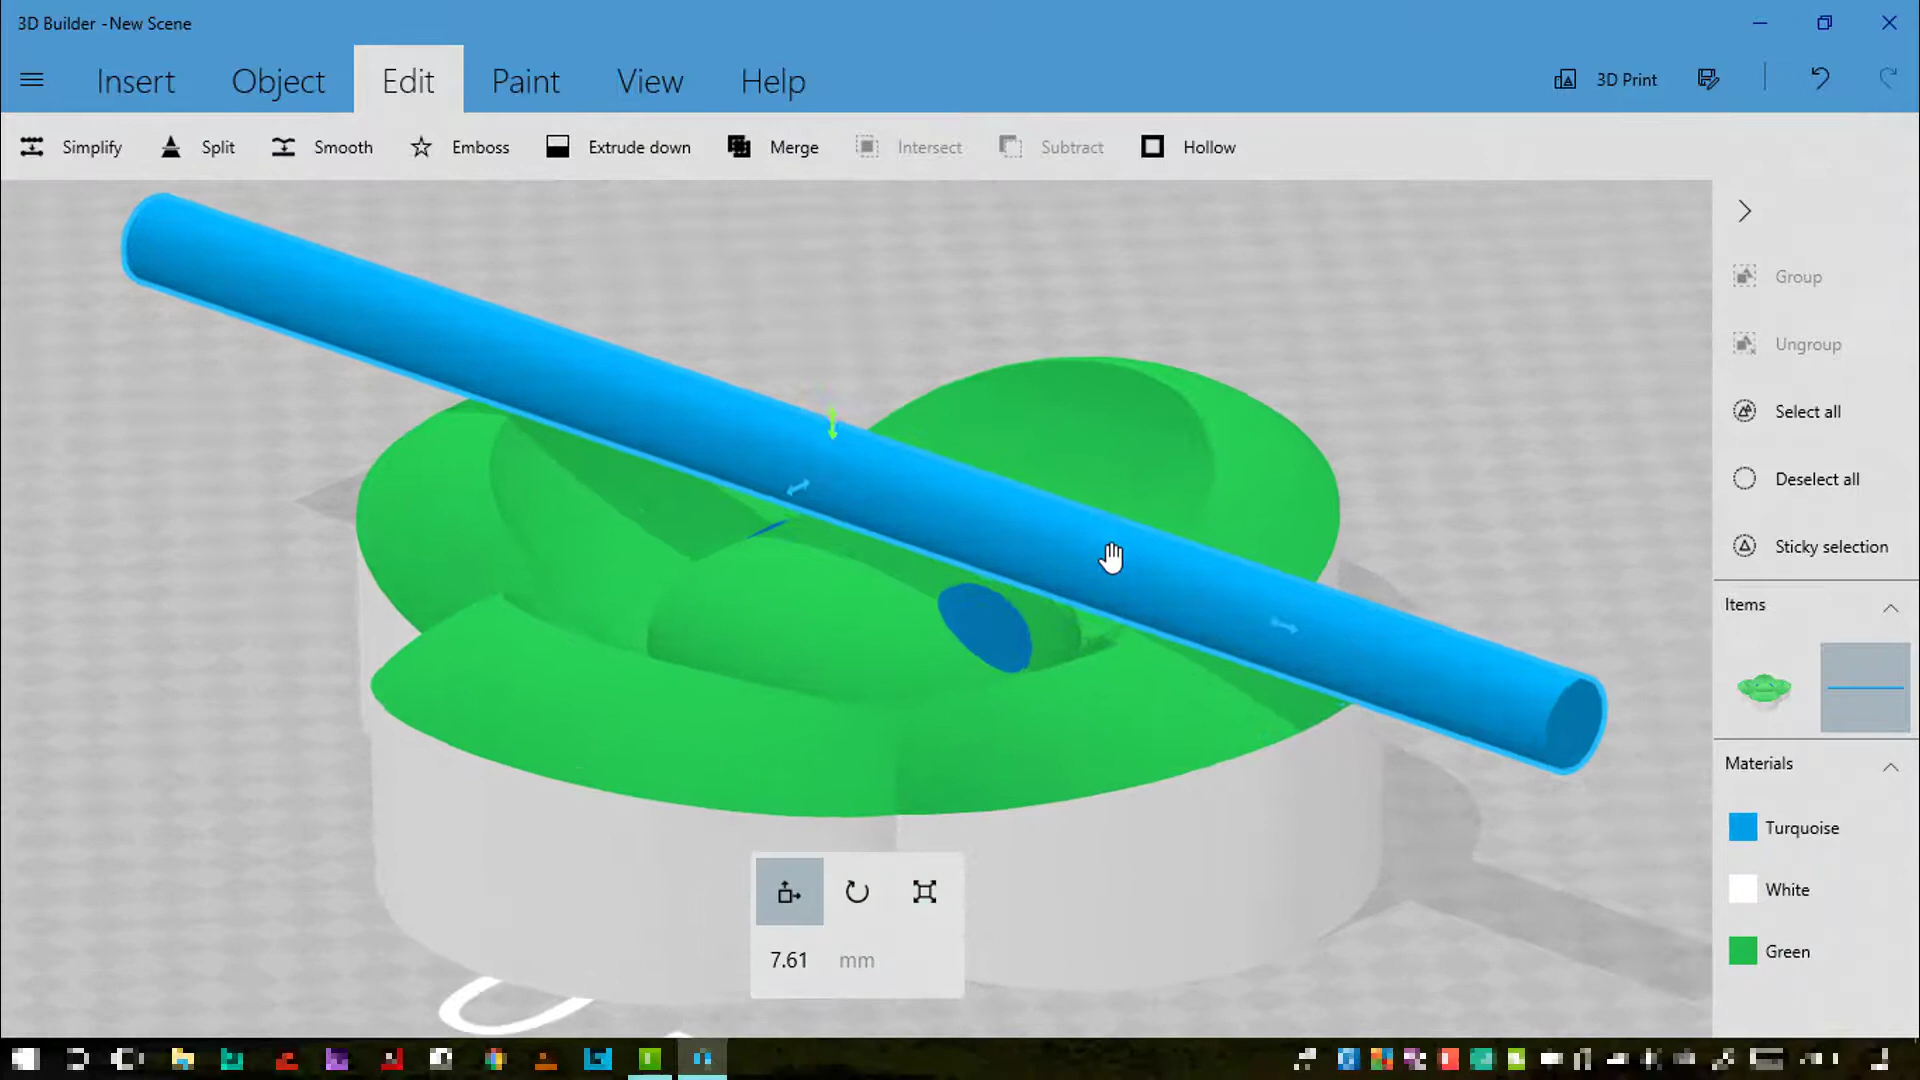 3D Builder -New Scene
Insert Object Edit Paint View Help 3D Print
Simplify Split Smooth Emboss Extrude down Merge Intersect Subtract Hollow
Group
Ungroup
Select all
Deselect all
Sticky selection
Items
Materials
Turquoise
White
Green
7.61 mm